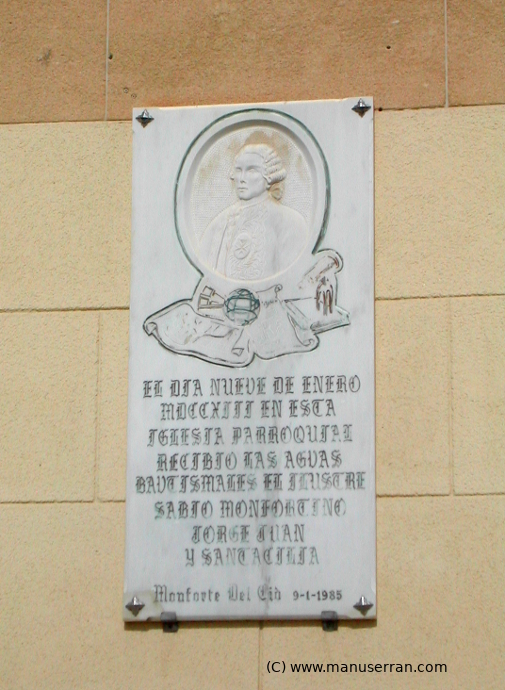 EL DIA NUEVE DE ENERO
MDCCXIII EN ESTA
IGLESIA PARROQUIAL
RECIBIO LAS AGUAS
BAUTISMALES EL ILUSTRE
SABIO MONFORTINO
JORGE JUAN
Y SANTACILIA
Monforte Del Cid 9-1-1985
(C) www.manuserran.com